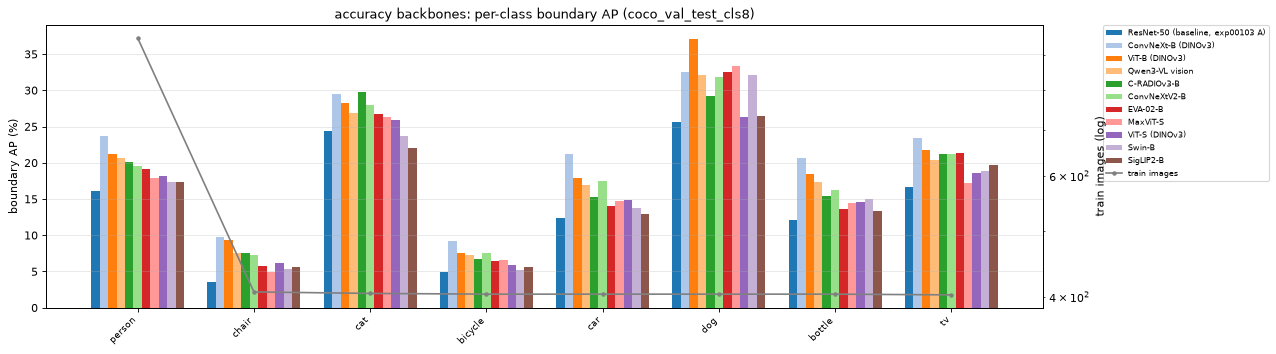 accuracy backbones: per-class boundary AP (coco_val_test_cls8)
boundary AP (%)
35
30
25
20
15
10
5
0
person
chair
cat
bicycle
car
dog
bottle
tv
6 × 10²
4 × 10²
train images (log)
ResNet-50 (baseline, exp00103 A)
ConvNeXt-B (DINOv3)
ViT-B (DINOv3)
Qwen3-VL vision
C-RADIOv3-B
ConvNeXtV2-B
EVA-02-B
MaxViT-S
ViT-S (DINOv3)
Swin-B
SigLIP2-B
train images